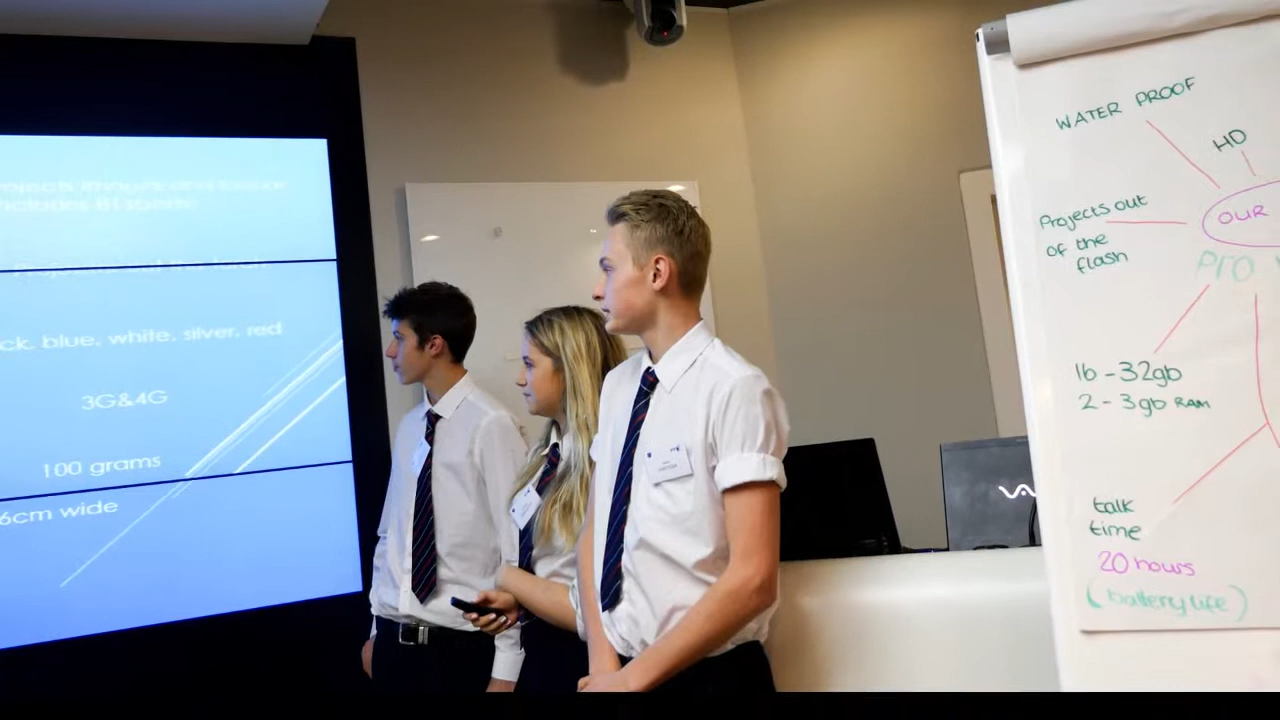 ck, blue, white, silver, red
3G&4G
100 grams
6cm wide
WATER PROOF
HD
Projects out
of the
flash
OUR
PRO
16-32gb
2-3gb RAM
talk
time
20 hours
(battery life)